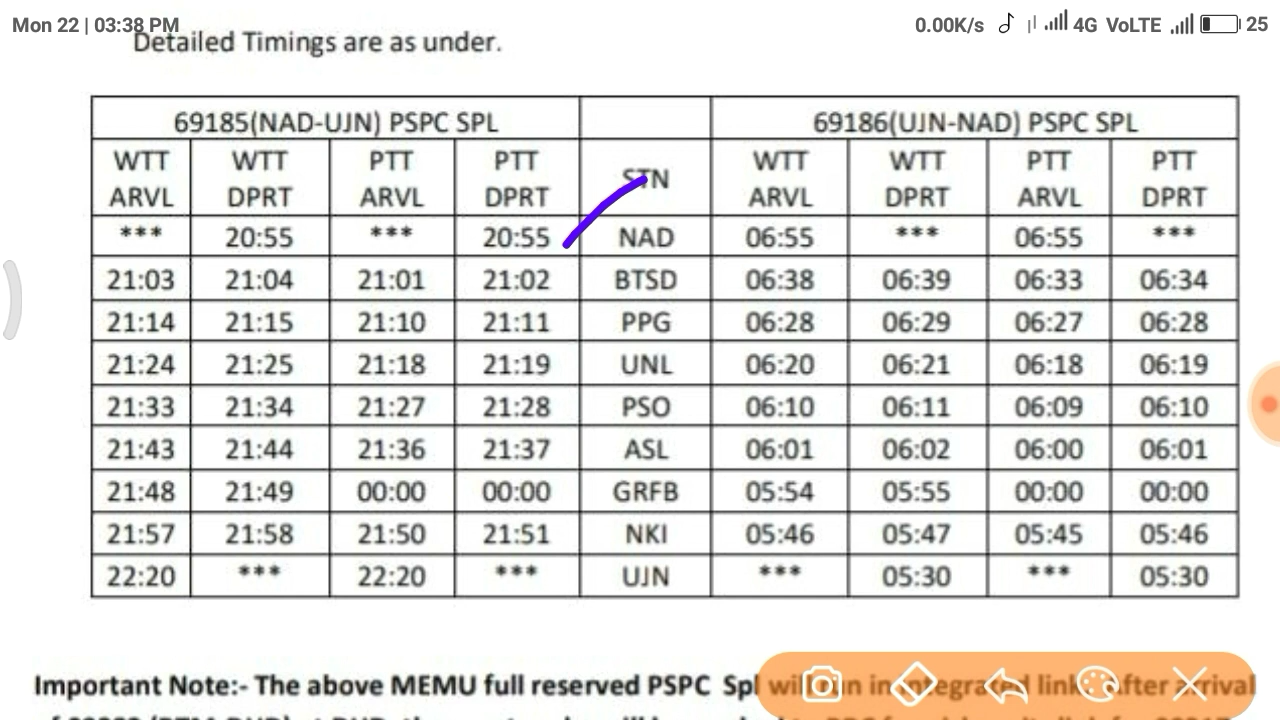 Mon 22 | 03:38 PM 0.00K/s 4G VoLTE 25
Detailed Timings are as under.
69185(NAD-UJN) PSPC SPL 69186(UJN-NAD) PSPC SPL
WTT ARVL WTT DPRT PTT ARVL PTT DPRT STN WTT ARVL WTT DPRT PTT ARVL PTT DPRT
*** 20:55 *** 20:55 NAD 06:55 *** 06:55 ***
21:03 21:04 21:01 21:02 BTSD 06:38 06:39 06:33 06:34
21:14 21:15 21:10 21:11 PPG 06:28 06:29 06:27 06:28
21:24 21:25 21:18 21:19 UNL 06:20 06:21 06:18 06:19
21:33 21:34 21:27 21:28 PSO 06:10 06:11 06:09 06:10
21:43 21:44 21:36 21:37 ASL 06:01 06:02 06:00 06:01
21:48 21:49 00:00 00:00 GRFB 05:54 05:55 00:00 00:00
21:57 21:58 21:50 21:51 NKI 05:46 05:47 05:45 05:46
22:20 *** 22:20 *** UJN *** 05:30 *** 05:30
Important Note:- The above MEMU full reserved PSPC Spl will run in integrated link. After arrival